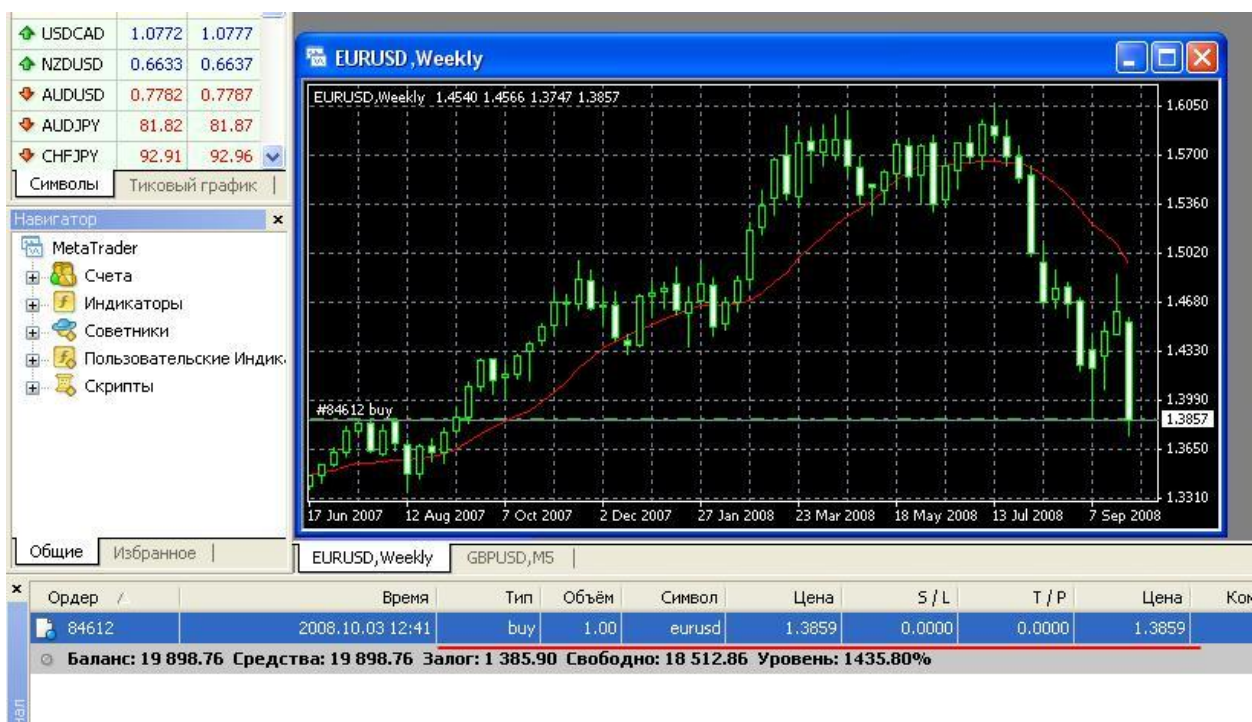 USDCAD 1.0772 1.0777
NZDUSD 0.6633 0.6637
AUDUSD 0.7782 0.7787
AUDJPY 81.82 81.87
CHFJPY 92.91 92.96
Символы Тиковый график
Навигатор
MetaTrader
Счета
Индикаторы
Советники
Пользовательские Индик
Скрипты
Общие Избранное
EURUSD,Weekly
EURUSD,Weekly 1.4540 1.4566 1.3747 1.3857
1.6050
1.5700
1.5360
1.5020
1.4680
1.4330
1.3990
#84612 buy
1.3857
1.3650
1.3310
17 Jun 2007 12 Aug 2007 7 Oct 2007 2 Dec 2007 27 Jan 2008 23 Mar 2008 18 May 2008 13 Jul 2008 7 Sep 2008
EURUSD,Weekly GBPUSD,M5
Ордер / Время Тип Объём Символ Цена S / L T / P Цена Ком
84612 2008.10.03 12:41 buy 1.00 eurusd 1.3859 0.0000 0.0000 1.3859
Баланс: 19 898.76 Средства: 19 898.76 Залог: 1 385.90 Свободно: 18 512.86 Уровень: 1435.80%